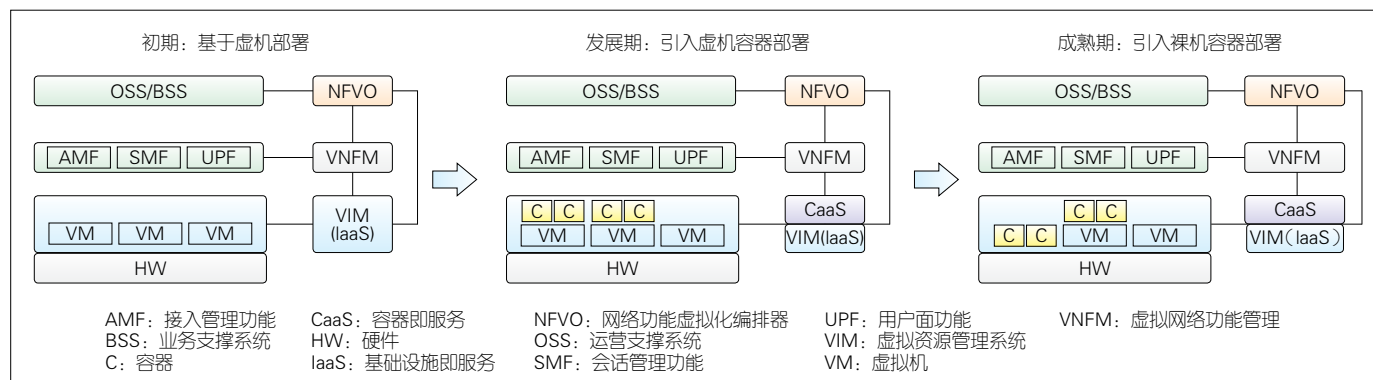 初期：基于虚机部署
OSS/BSS
NFVO
AMF
SMF
UPF
VNFM
VM
VM
VM
VIM
(IaaS)
HW
发展期：引入虚机容器部署
OSS/BSS
NFVO
AMF
SMF
UPF
VNFM
C
C
C
C
VM
VM
VM
CaaS
VIM(IaaS)
HW
成熟期：引入裸机容器部署
OSS/BSS
NFVO
AMF
SMF
UPF
VNFM
C
C
C
C
VM
VM
CaaS
VIM（IaaS）
HW
AMF：接入管理功能
BSS：业务支撑系统
C：容器
CaaS：容器即服务
HW：硬件
IaaS：基础设施即服务
NFVO：网络功能虚拟化编排器
OSS：运营支撑系统
SMF：会话管理功能
UPF：用户面功能
VIM：虚拟资源管理系统
VM：虚拟机
VNFM：虚拟网络功能管理